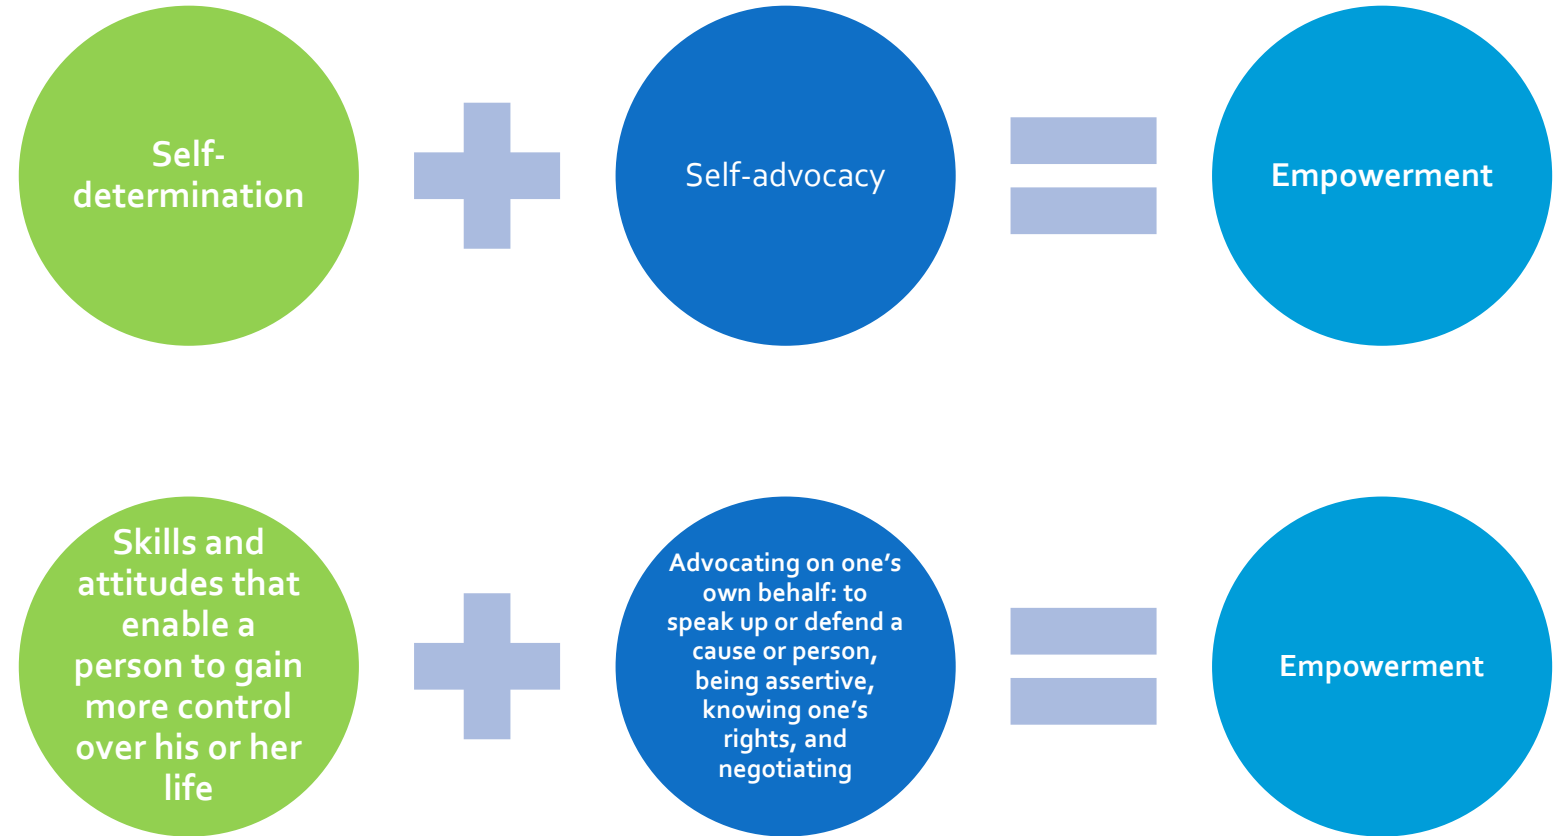 Self-
determination
Self-advocacy
Empowerment
Skills and
attitudes that
enable a
person to gain
more control
over his or her
life
Advocating on one’s
own behalf: to
speak up or defend a
cause or person,
being assertive,
knowing one’s
rights, and
negotiating
Empowerment